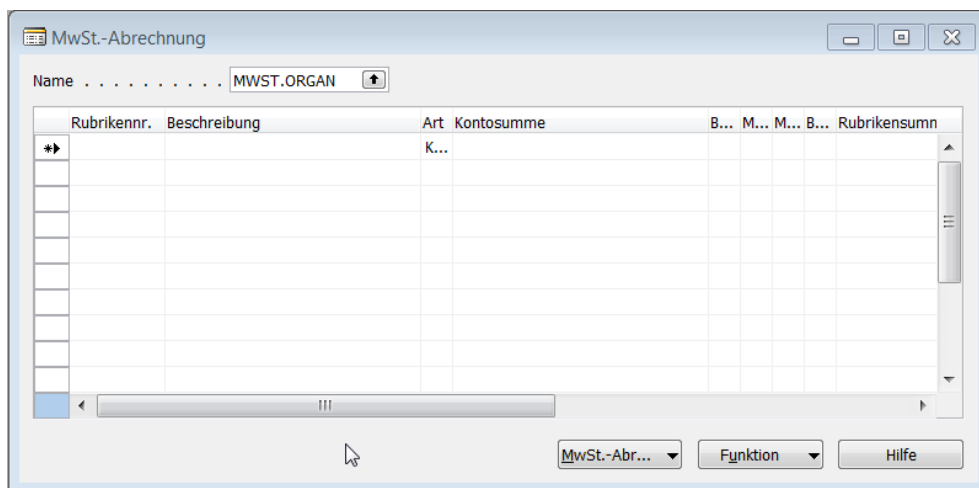 MwSt.-Abrechnung
Name . . . . . . . . . . MWST.ORGAN
Rubrikennr. Beschreibung Art Kontosumme B... M... M... B... Rubrikensumn
K...
MwSt.-Abr... Funktion Hilfe